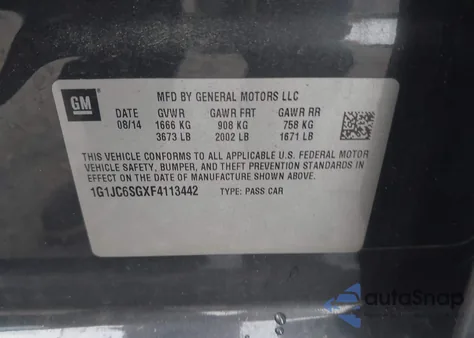 GM
MFD BY GENERAL MOTORS LLC
DATE GVWR GAWR FRT GAWR RR
08/14 1666 KG 908 KG 758 KG
3673 LB 2002 LB 1671 LB
THIS VEHICLE CONFORMS TO ALL APPLICABLE U.S. FEDERAL MOTOR
VEHICLE SAFETY, BUMPER, AND THEFT PREVENTION STANDARDS IN
EFFECT ON THE DATE OF MANUFACTURE SHOWN ABOVE.
1G1JC6SGXF4113442 TYPE: PASS CAR
autoSnap